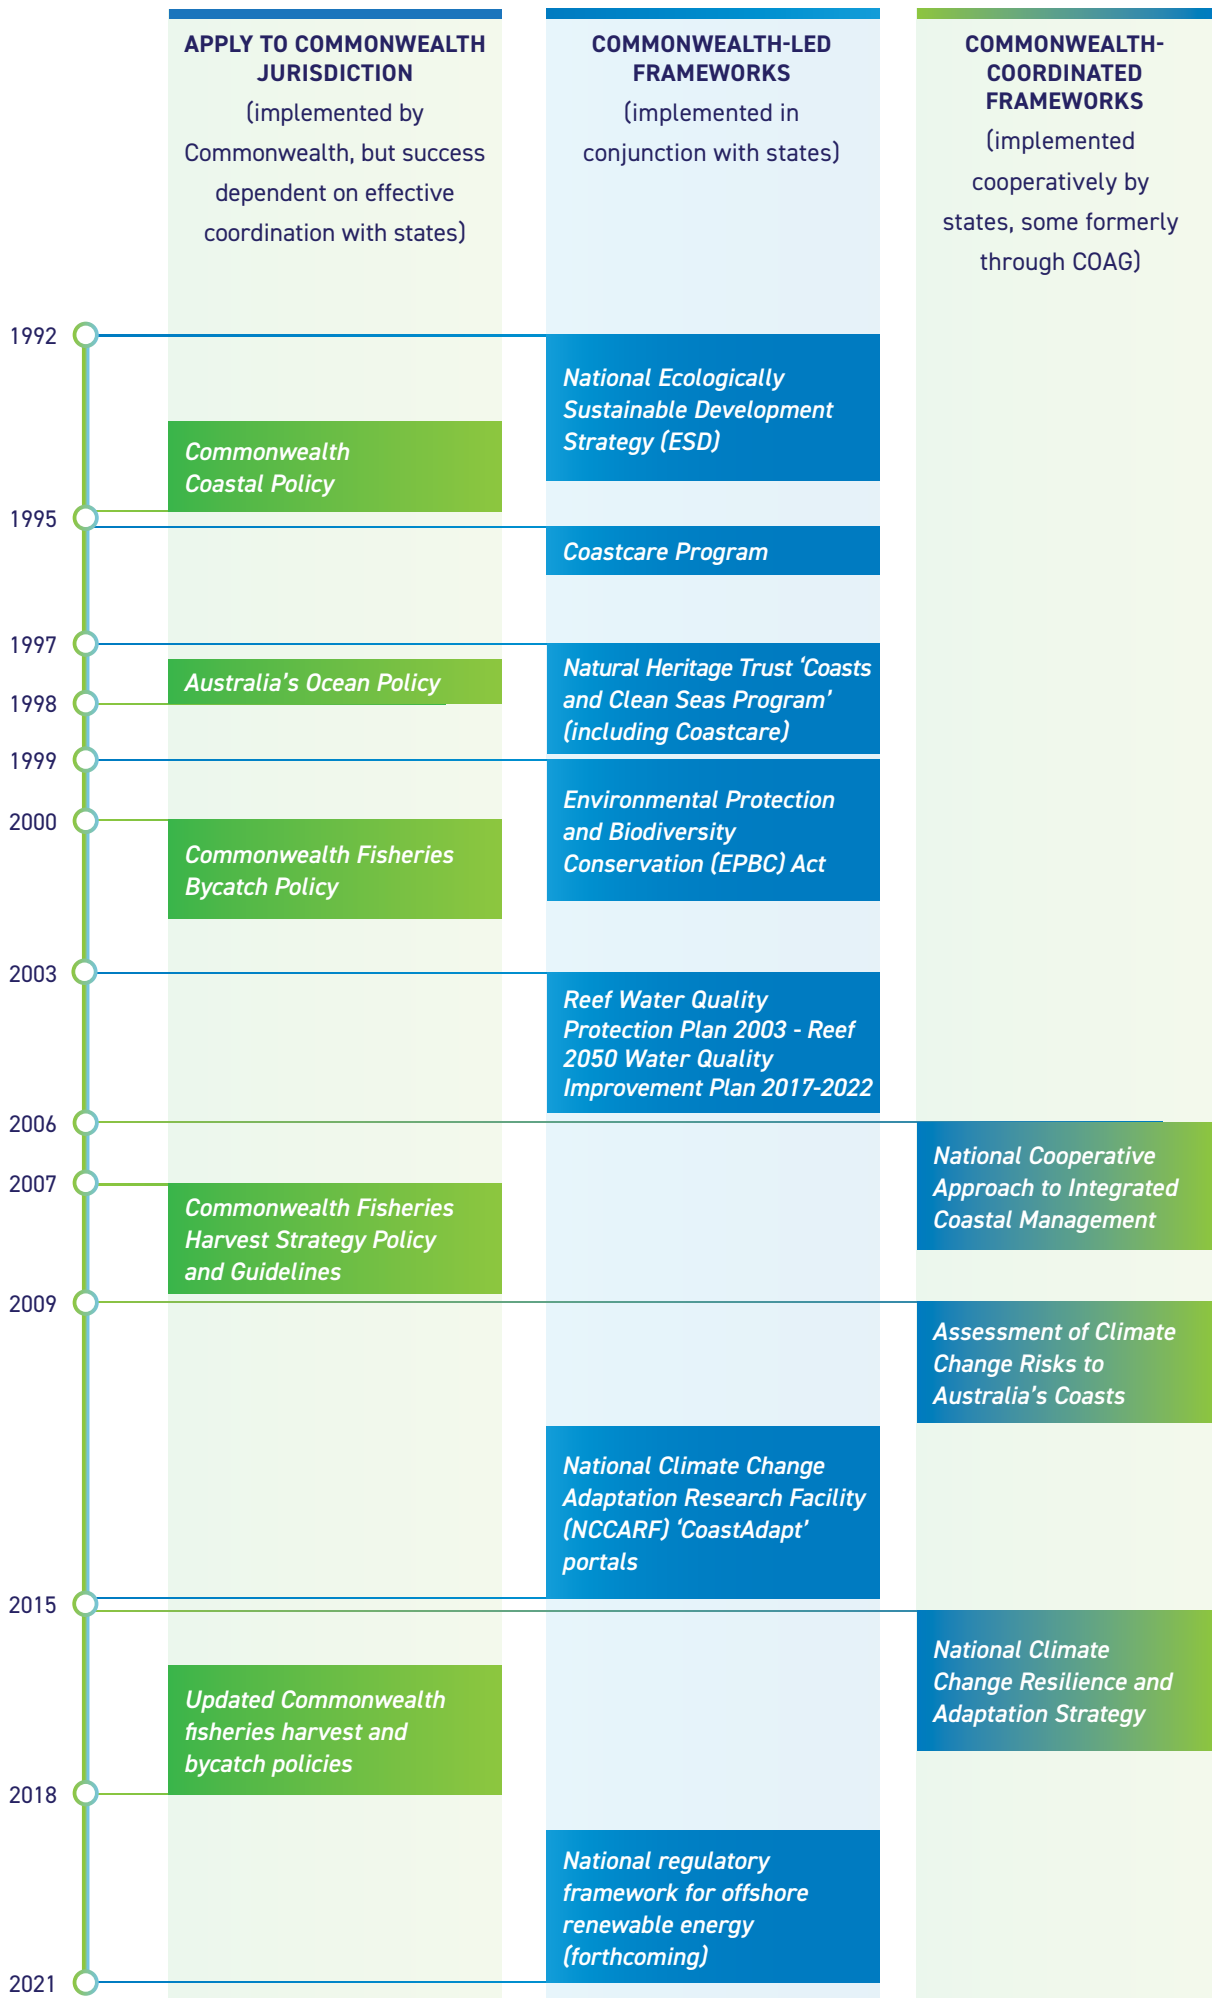 APPLY TO COMMONWEALTH
JURISDICTION
(implemented by
Commonwealth, but success
dependent on effective
coordination with states)
COMMONWEALTH-LED
FRAMEWORKS
(implemented in
conjunction with states)
COMMONWEALTH-
COORDINATED
FRAMEWORKS
(implemented
cooperatively by
states, some formerly
through COAG)
1992
National Ecologically
Sustainable Development
Strategy (ESD)
Commonwealth
Coastal Policy
1995
Coastcare Program
1997
Natural Heritage Trust ‘Coasts
and Clean Seas Program’
(including Coastcare)
Australia’s Ocean Policy
1998
1999
Environmental Protection
and Biodiversity
Conservation (EPBC) Act
2000
Commonwealth Fisheries
Bycatch Policy
2003
Reef Water Quality
Protection Plan 2003 - Reef
2050 Water Quality
Improvement Plan 2017-2022
2006
National Cooperative
Approach to Integrated
Coastal Management
2007
Commonwealth Fisheries
Harvest Strategy Policy
and Guidelines
2009
Assessment of Climate
Change Risks to
Australia’s Coasts
National Climate Change
Adaptation Research Facility
(NCCARF) ‘CoastAdapt’
portals
2015
National Climate
Change Resilience and
Adaptation Strategy
Updated Commonwealth
fisheries harvest and
bycatch policies
2018
National regulatory
framework for offshore
renewable energy
(forthcoming)
2021